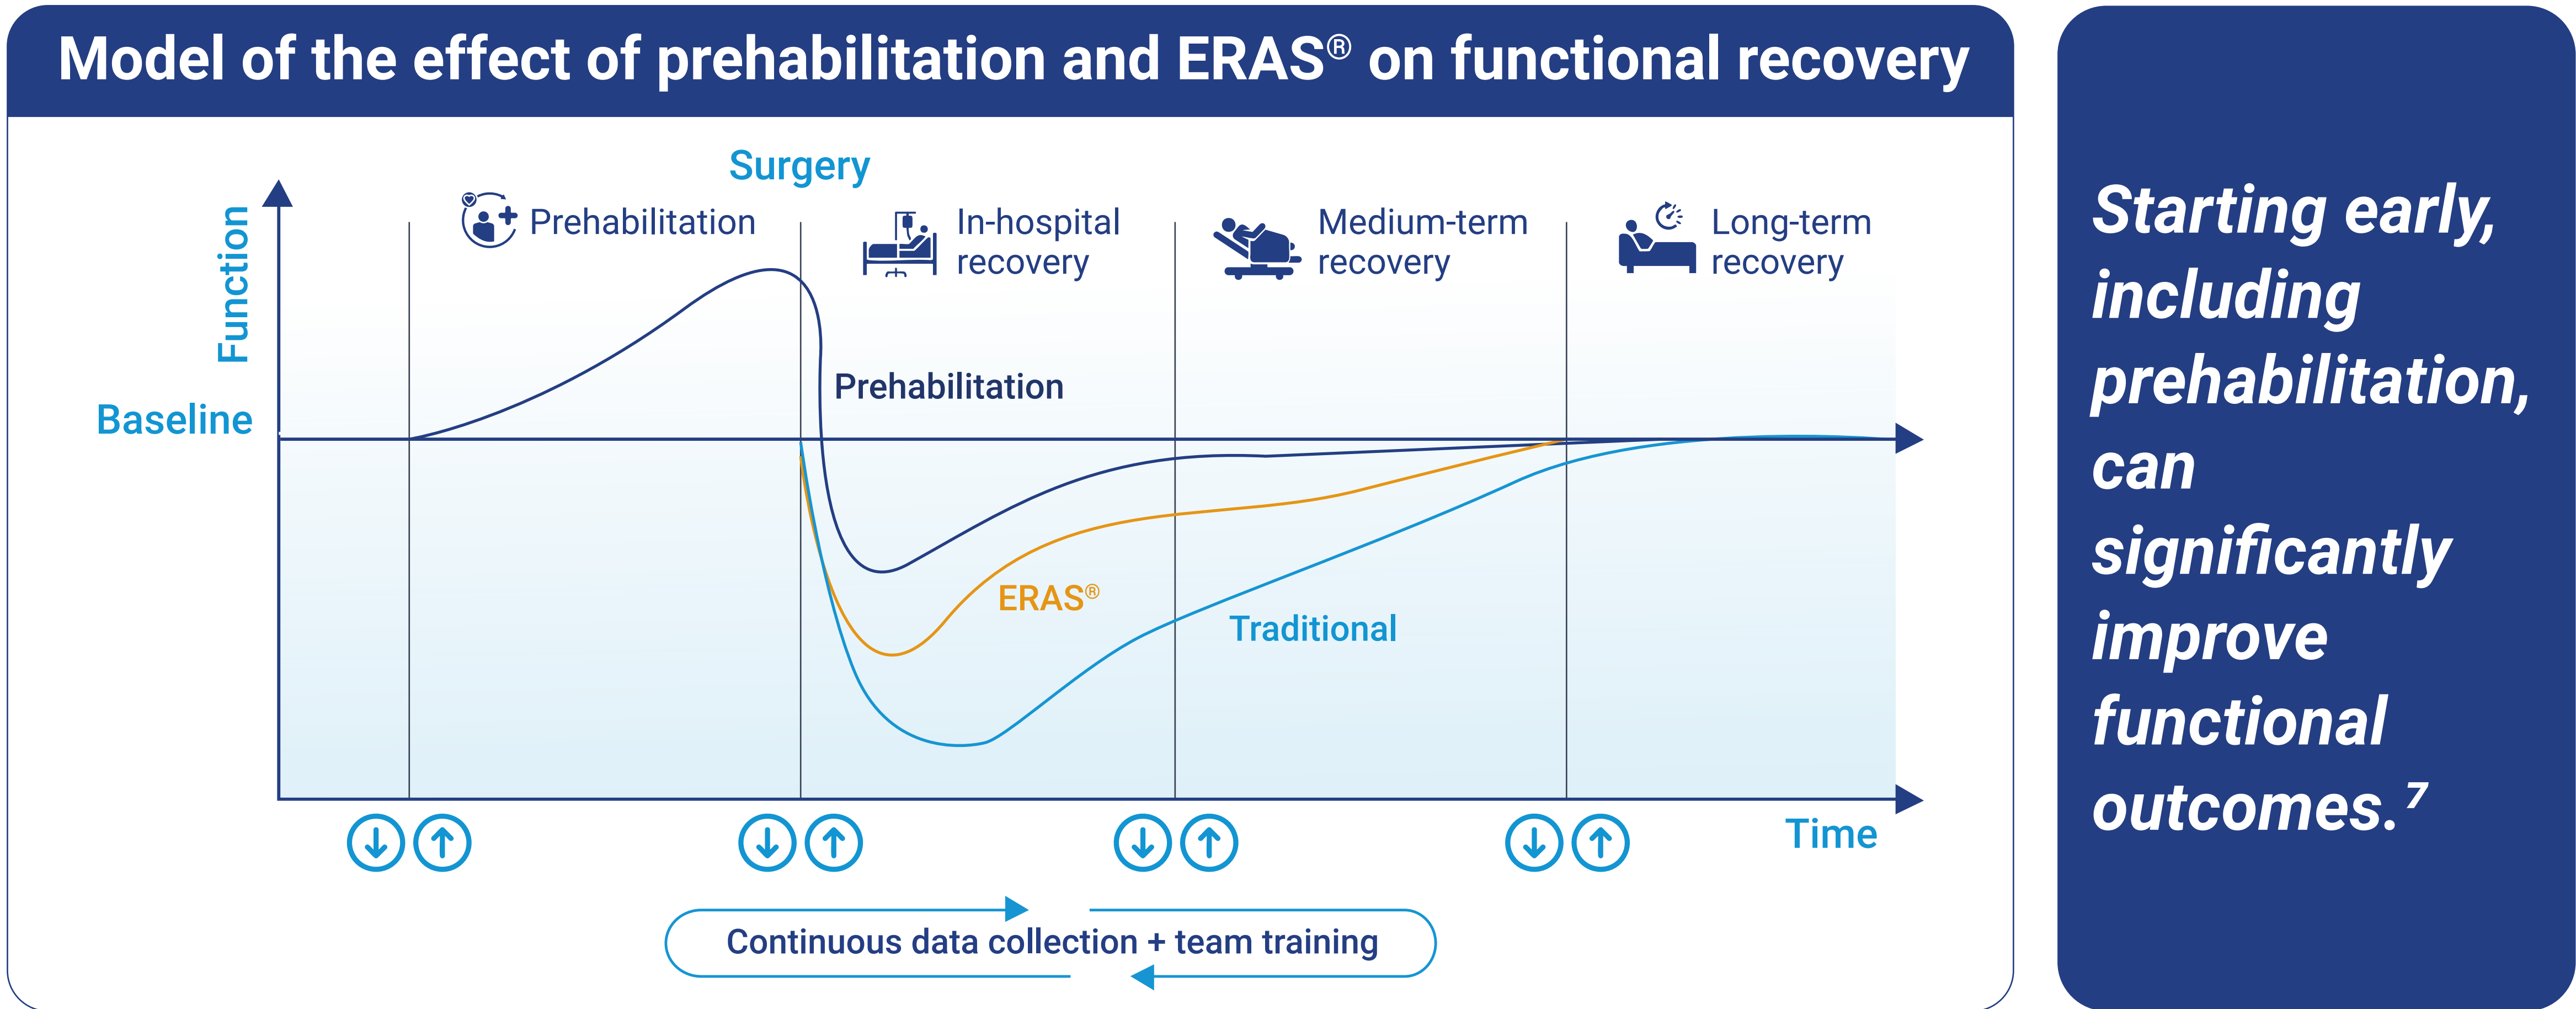 Model of the effect of prehabilitation and ERAS® on functional recovery
Surgery
Function
Baseline
Prehabilitation
In-hospital
recovery
Medium-term
recovery
Long-term
recovery
Prehabilitation
ERAS®
Traditional
Time
Continuous data collection + team training
Starting early,
including
prehabilitation,
can
significantly
improve
functional
outcomes.⁷